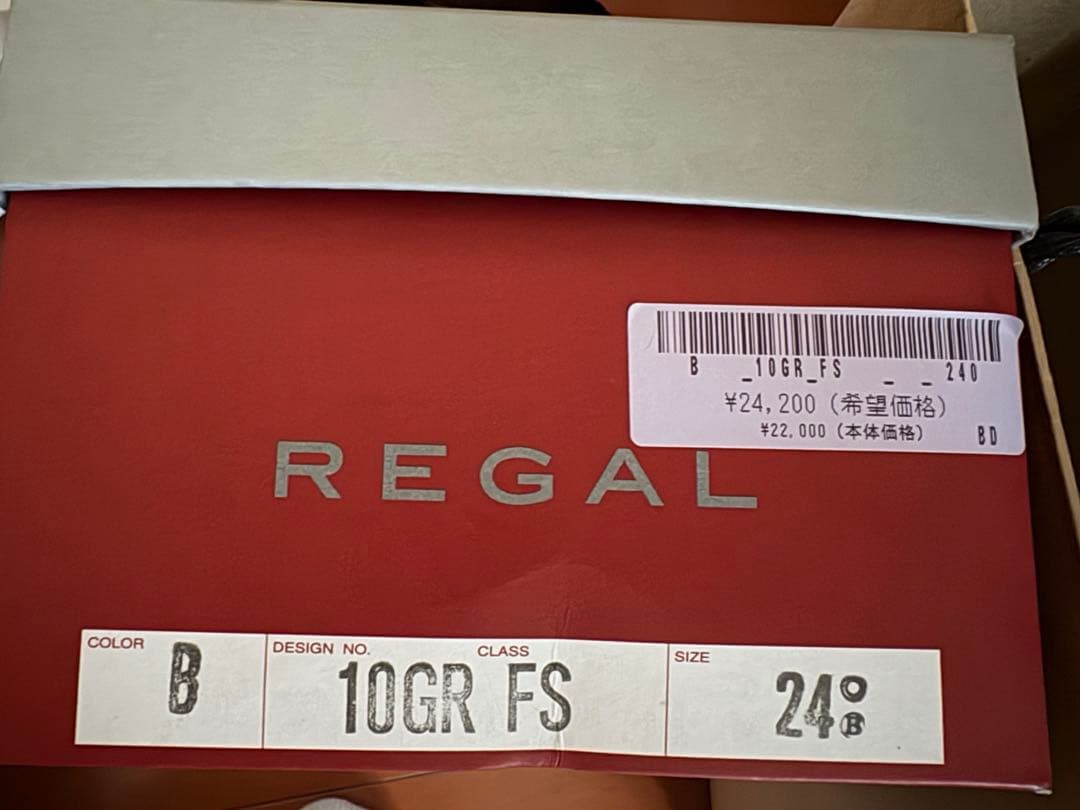 B _10GR_FS _ _ 240
¥24,200 (希望価格)
¥22,000 (本体価格) BD
REGAL
COLOR B
DESIGN NO. CLASS
10GR FS
SIZE
24° B